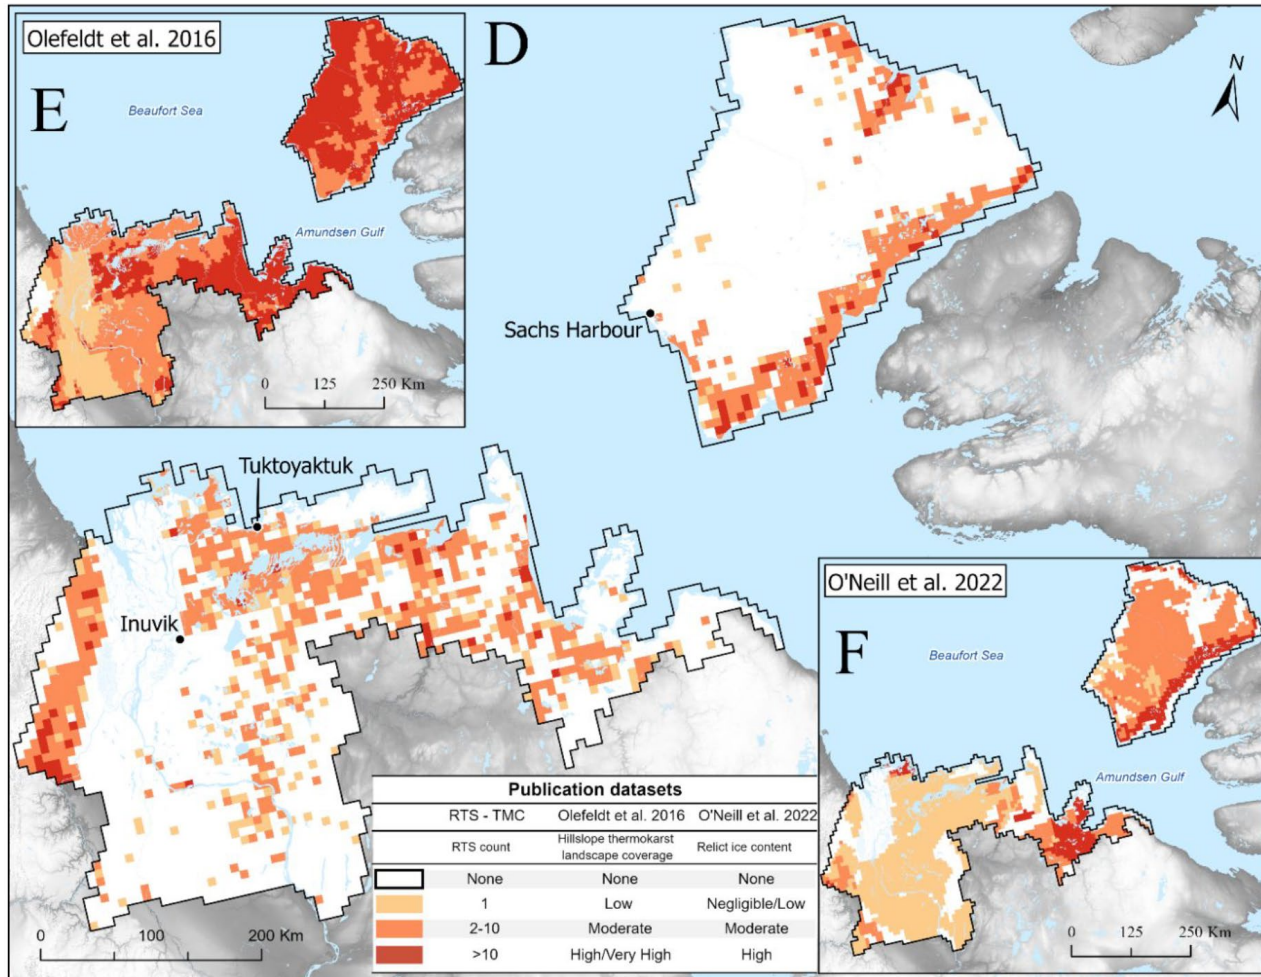 Olefeldt et al. 2016
E
Beaufort Sea
Amundsen Gulf
0 125 250 Km
D
N
Sachs Harbour
Tuktoyaktuk
Inuvik
0 100 200 Km
Publication datasets
RTS - TMC Olefeldt et al. 2016 O'Neill et al. 2022
RTS count Hillslope thermokarst landscape coverage Relict ice content
None None None
1 Low Negligible/Low
2-10 Moderate Moderate
>10 High/Very High High
O'Neill et al. 2022
F
Beaufort Sea
Amundsen Gulf
0 125 250 Km